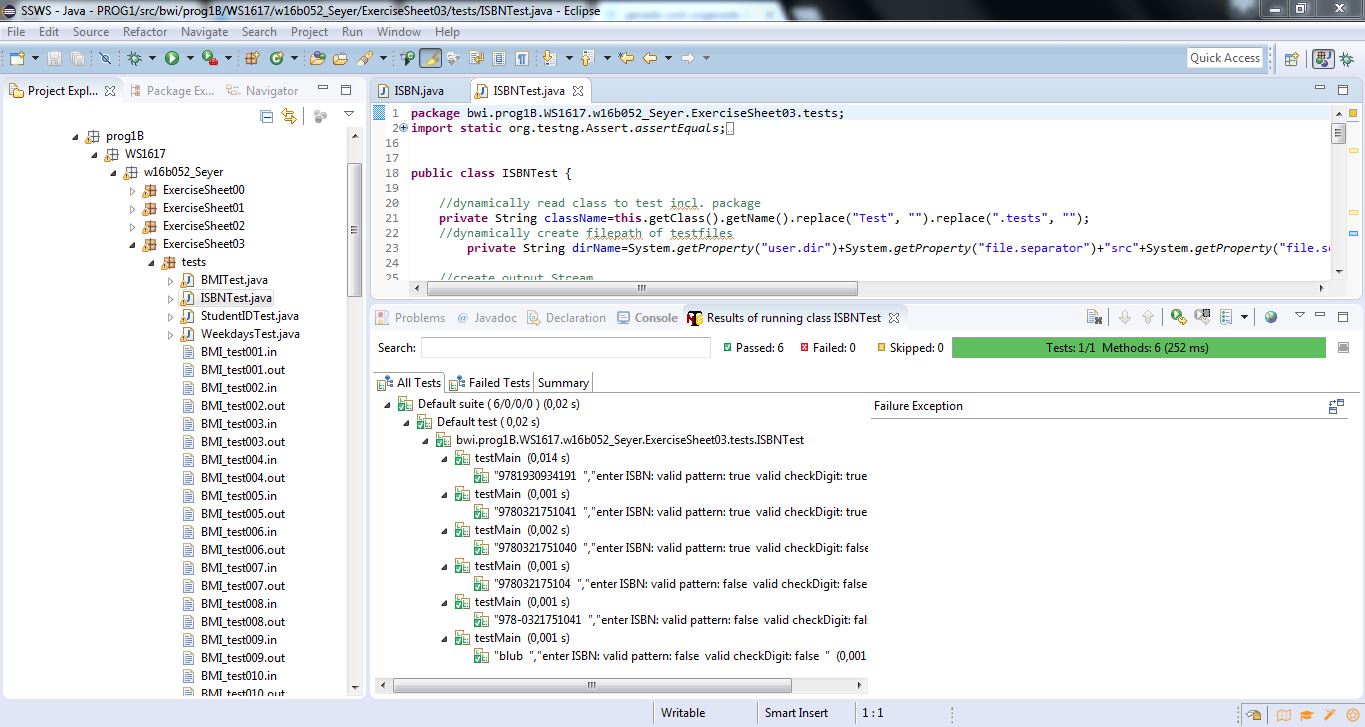 SSWS - Java - PROG1/src/bwi/prog1B/WS1617/w16b052_Seyer/ExerciseSheet03/tests/ISBNTest.java - Eclipse
File Edit Source Refactor Navigate Search Project Run Window Help
Quick Access
Project Expl... Package Ex... Navigator
prog1B
WS1617
w16b052_Seyer
ExerciseSheet00
ExerciseSheet01
ExerciseSheet02
ExerciseSheet03
tests
BMITest.java
ISBNTest.java
StudentIDTest.java
WeekdaysTest.java
BMI_test001.in
BMI_test001.out
BMI_test002.in
BMI_test002.out
BMI_test003.in
BMI_test003.out
BMI_test004.in
BMI_test004.out
BMI_test005.in
BMI_test005.out
BMI_test006.in
BMI_test006.out
BMI_test007.in
BMI_test007.out
BMI_test008.in
BMI_test008.out
BMI_test009.in
BMI_test009.out
BMI_test010.in
BMI_test010.out
ISBN.java ISBNTest.java
1 package bwi.prog1B.WS1617.w16b052_Seyer.ExerciseSheet03.tests;
2 import static org.testng.Assert.assertEquals;
16
17
18 public class ISBNTest {
19
20 //dynamically read class to test incl. package
21 private String className=this.getClass().getName().replace("Test", "").replace(".tests", "");
22 //dynamically create filepath of testfiles
23 private String dirName=System.getProperty("user.dir")+System.getProperty("file.separator")+"src"+System.getProperty("file.s
24
25 //create output Stream
Problems @ Javadoc Declaration Console Results of running class ISBNTest
Search: Passed: 6 Failed: 0 Skipped: 0 Tests: 1/1 Methods: 6 (252 ms)
All Tests Failed Tests Summary
Default suite ( 6/0/0/0 ) (0,02 s)
Default test ( 0,02 s)
bwi.prog1B.WS1617.w16b052_Seyer.ExerciseSheet03.tests.ISBNTest
testMain (0,014 s)
"9781930934191 ","enter ISBN: valid pattern: true valid checkDigit: true
testMain (0,001 s)
"9780321751041 ","enter ISBN: valid pattern: true valid checkDigit: true
testMain (0,002 s)
"9780321751040 ","enter ISBN: valid pattern: true valid checkDigit: false
testMain (0,001 s)
"978032175104 ","enter ISBN: valid pattern: false valid checkDigit: false
testMain (0,001 s)
"978-0321751041 ","enter ISBN: valid pattern: false valid checkDigit: fal
testMain (0,001 s)
"blub ","enter ISBN: valid pattern: false valid checkDigit: false " (0,001
Failure Exception
Writable Smart Insert 1 : 1